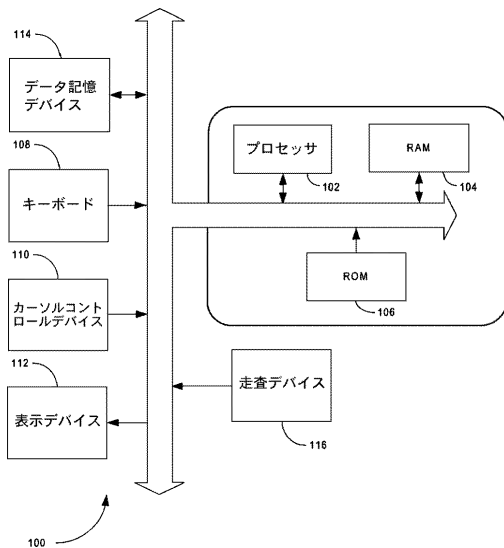 114
データ記憶
デバイス
108
キーボード
110
カーソルコント
ロールデバイス
112
表示デバイス
100
プロセッサ
102
RAM
104
ROM
106
走査デバイス
116